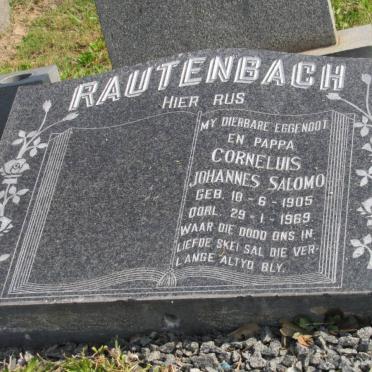 RAUTENBACH
HIER RUS
MY DIERBARE EGGENOOT
EN PAPPA
CORNELUIS
JOHANNES SALOMO
GEB. 10-6-1905
OORL. 29-1-1969
WAAR DIE DOOD ONS IN
LIEFDE SKEI SAL DIE VER-
LANGE ALTYD BLY.